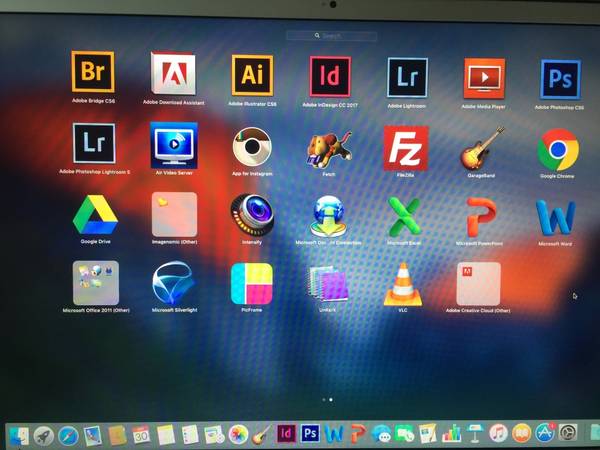 Search
Br
Ai
Id
Lr
Ps
Adobe Bridge CS6
Adobe Download Assistant
Adobe Illustrator CS6
Adobe InDesign CC 2017
Adobe Lightroom
Adobe Media Player
Adobe Photoshop CS6
Lr
Fz
Adobe Photoshop Lightroom 5
Air Video Server
App for Instagram
Fetch
FileZilla
GarageBand
Google Chrome
Google Drive
Imagenomic (Other)
Intensify
Microsoft
Connection
Microsoft Excel
Microsoft PowerPoint
Microsoft Word
Microsoft Office 2011 (Other)
Microsoft Silverlight
PicFrame
UnRarX
VLC
Adobe Creative Cloud (Other)
30
Id
Ps